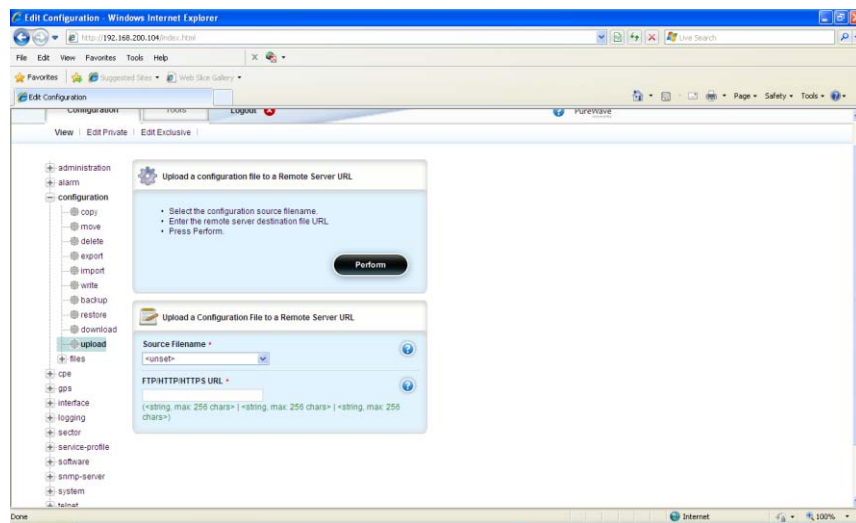 Edit Configuration - Windows Internet Explorer
http://192.168.200.104/index.html
Live Search
File Edit View Favorites Tools Help
Favorites Suggested Sites Web Slice Gallery
Edit Configuration
Page Safety Tools
Configuration Tools Logout PureWave
View Edit Private Edit Exclusive
administration
alarm
configuration
copy
move
delete
export
import
write
backup
restore
download
upload
files
cpe
gps
interface
logging
sector
service-profile
software
snmp-server
system
telnet
Upload a configuration file to a Remote Server URL
• Select the configuration source filename.
• Enter the remote server destination file URL
• Press Perform.
Perform
Upload a Configuration File to a Remote Server URL
Source Filename *
<unset>
FTP/HTTP/HTTPS URL *
(<string, max: 256 chars> | <string, max: 256 chars> | <string, max: 256
chars>)
Done
Internet
100%